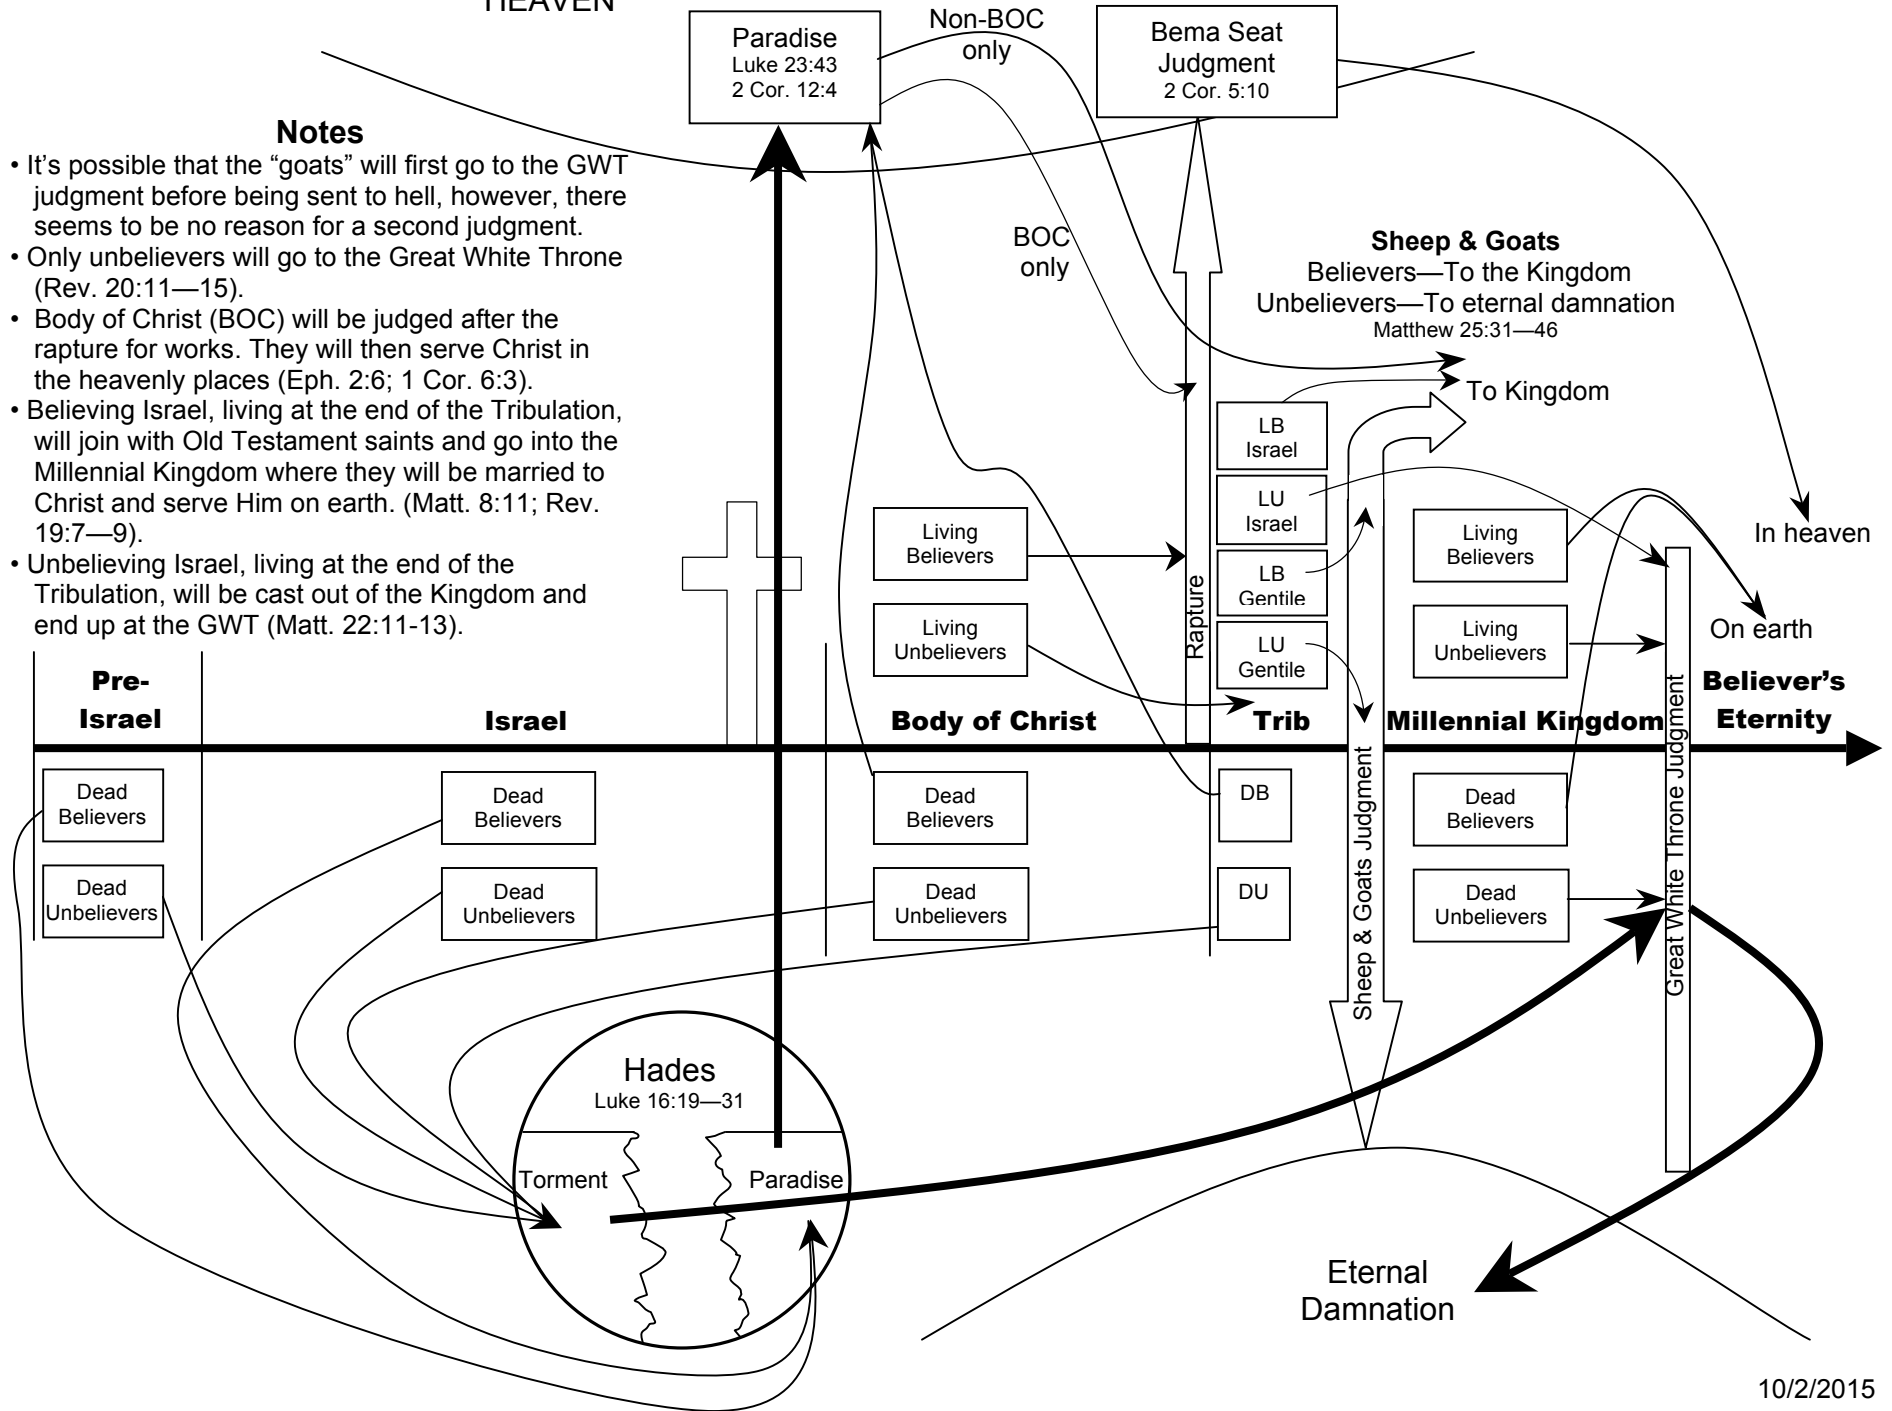 HEAVEN
Paradise
Luke 23:43
2 Cor. 12:4
Non-BOC
only
Bema Seat
Judgment
2 Cor. 5:10
Notes
• It’s possible that the “goats” will first go to the GWT
judgment before being sent to hell, however, there
seems to be no reason for a second judgment.
• Only unbelievers will go to the Great White Throne
(Rev. 20:11—15).
• Body of Christ (BOC) will be judged after the
rapture for works. They will then serve Christ in
the heavenly places (Eph. 2:6; 1 Cor. 6:3).
• Believing Israel, living at the end of the Tribulation,
will join with Old Testament saints and go into the
Millennial Kingdom where they will be married to
Christ and serve Him on earth. (Matt. 8:11; Rev.
19:7—9).
• Unbelieving Israel, living at the end of the
Tribulation, will be cast out of the Kingdom and
end up at the GWT (Matt. 22:11-13).
BOC
only
Sheep & Goats
Believers—To the Kingdom
Unbelievers—To eternal damnation
Matthew 25:31—46
To Kingdom
LB
Israel
LU
Israel
LB
Gentile
LU
Gentile
Living
Believers
Living
Unbelievers
Rapture
Living
Believers
Living
Unbelievers
In heaven
On earth
Pre-
Israel
Israel
Body of Christ
Trib
Millennial Kingdom
Believer’s
Eternity
Dead
Believers
Dead
Unbelievers
Dead
Believers
Dead
Unbelievers
Dead
Believers
Dead
Unbelievers
DB
DU
Sheep & Goats Judgment
Dead
Believers
Dead
Unbelievers
Great White Throne Judgment
Hades
Luke 16:19—31
Torment
Paradise
Eternal
Damnation
10/2/2015